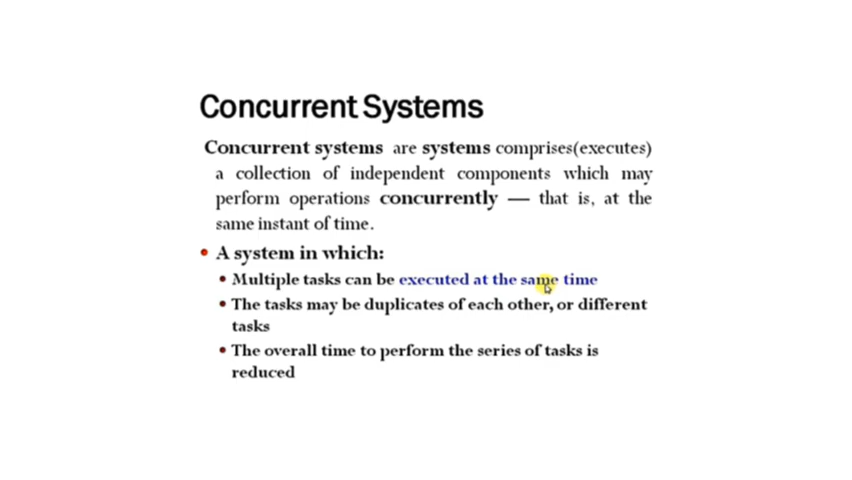 Concurrent Systems
Concurrent systems are systems comprises(executes)
a collection of independent components which may
perform operations concurrently — that is, at the
same instant of time.
• A system in which:
• Multiple tasks can be executed at the same time
• The tasks may be duplicates of each other, or different
tasks
• The overall time to perform the series of tasks is
reduced